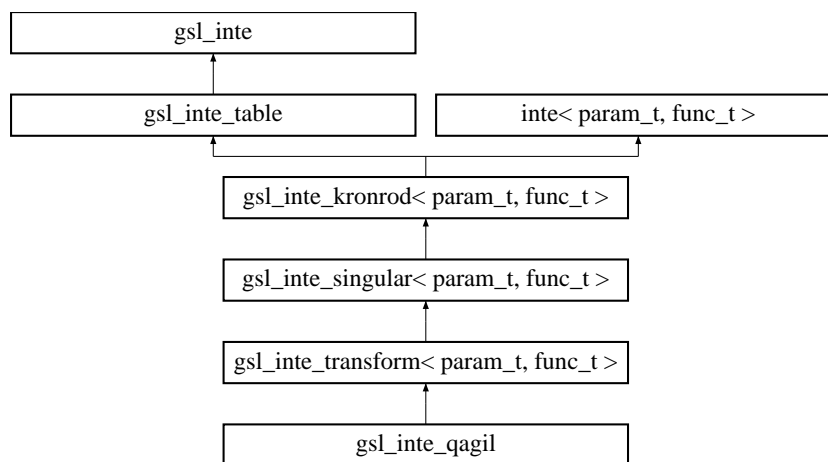 gsl_inte
gsl_inte_table
inte< param_t, func_t >
gsl_inte_kronrod< param_t, func_t >
gsl_inte_singular< param_t, func_t >
gsl_inte_transform< param_t, func_t >
gsl_inte_qagil